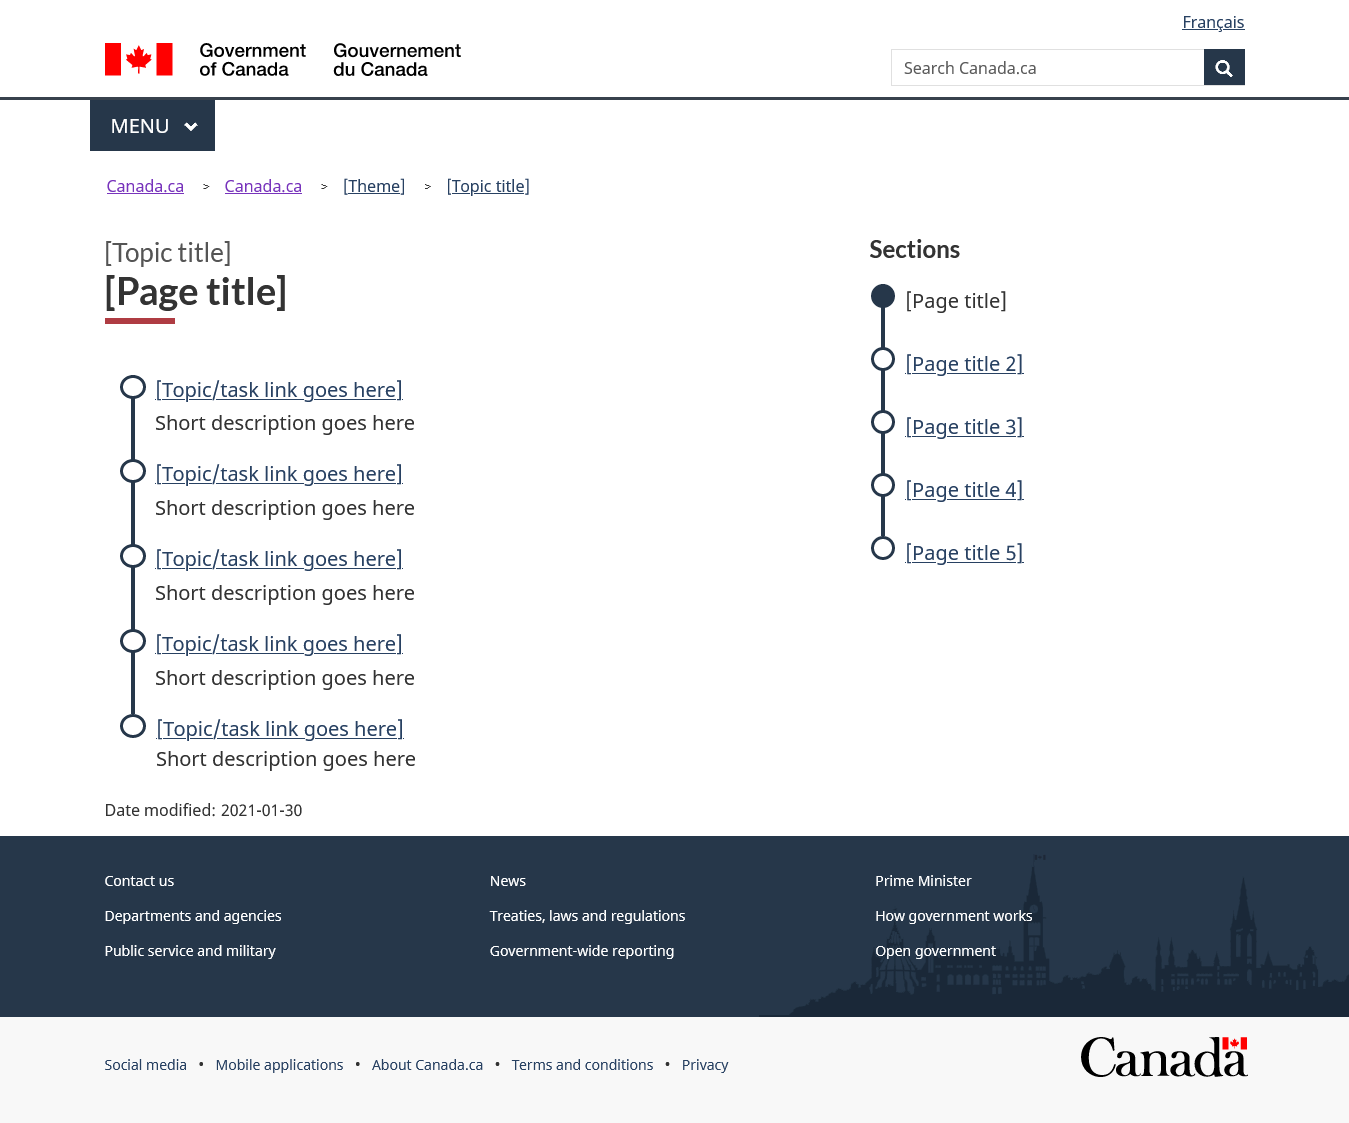 Français
Government
of Canada
Gouvernement
du Canada
Search Canada.ca
MENU
Canada.ca > Canada.ca > [Theme] > [Topic title]
[Topic title]
[Page title]
[Topic/task link goes here]
Short description goes here
[Topic/task link goes here]
Short description goes here
[Topic/task link goes here]
Short description goes here
[Topic/task link goes here]
Short description goes here
[Topic/task link goes here]
Short description goes here
Sections
[Page title]
[Page title 2]
[Page title 3]
[Page title 4]
[Page title 5]
Date modified: 2021-01-30
Contact us
Departments and agencies
Public service and military
News
Treaties, laws and regulations
Government-wide reporting
Prime Minister
How government works
Open government
Social media • Mobile applications • About Canada.ca • Terms and conditions • Privacy
Canada